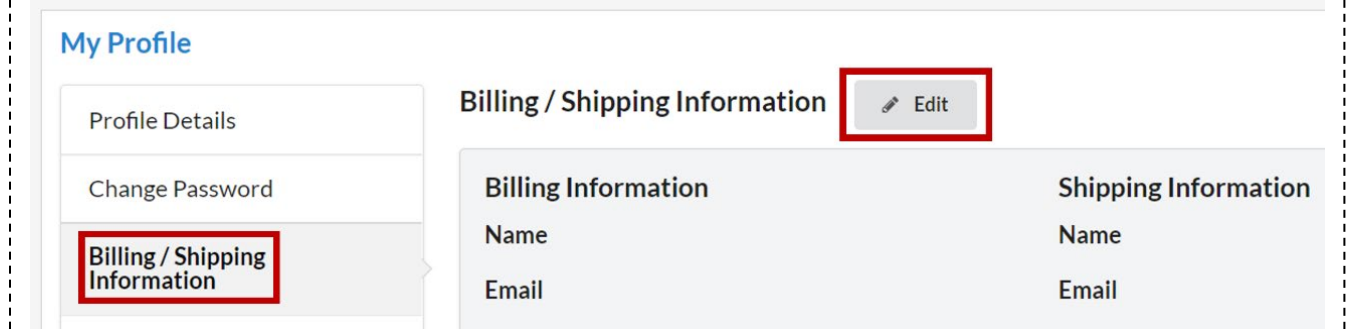 My Profile
Profile Details
Change Password
Billing / Shipping
Information
Billing / Shipping Information
Edit
Billing Information
Name
Email
Shipping Information
Name
Email